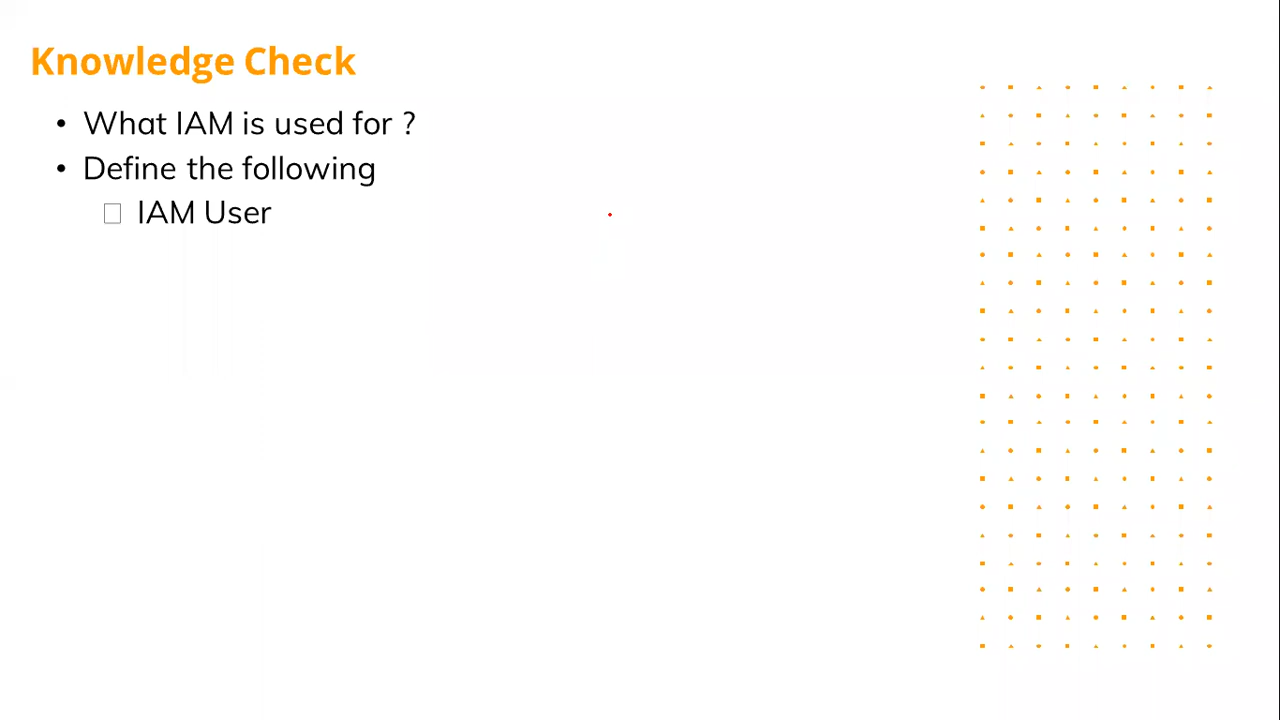 Knowledge Check
• What IAM is used for ?
• Define the following
□ IAM User